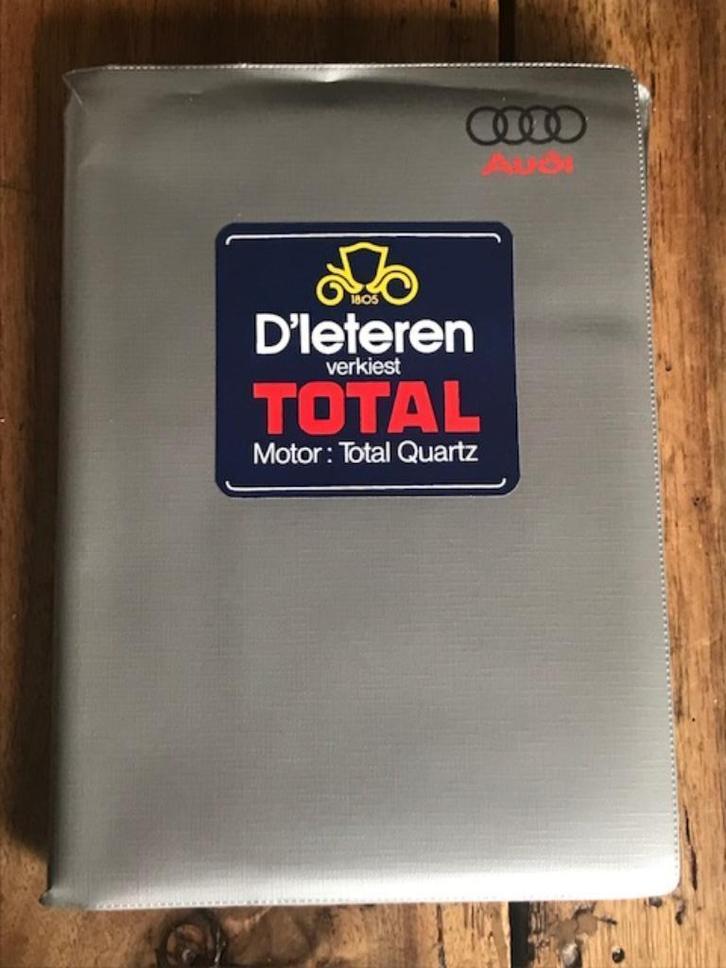 Audi
1805
D'Ieteren
verkiest
TOTAL
Motor : Total Quartz